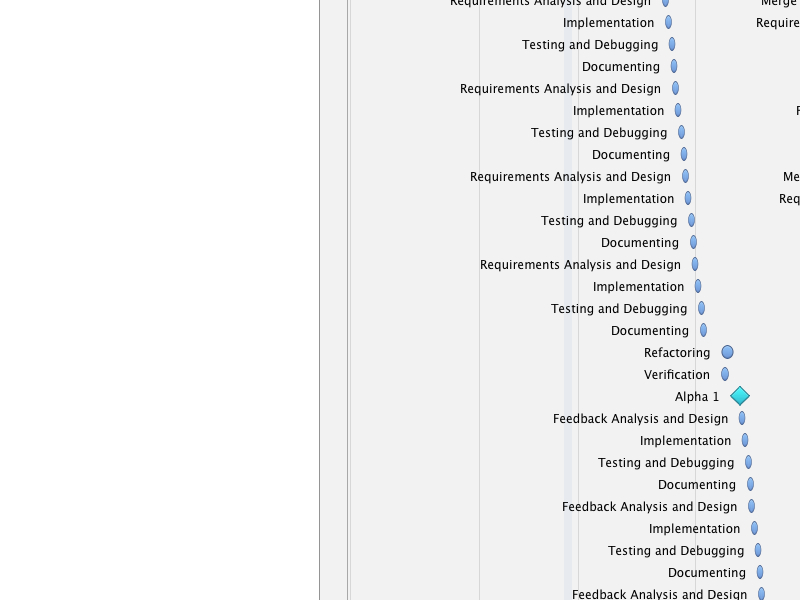 Requirements Analysis and Design Merge
Implementation Require
Testing and Debugging
Documenting
Requirements Analysis and Design
Implementation
Testing and Debugging
Documenting
Requirements Analysis and Design Me
Implementation Req
Testing and Debugging
Documenting
Requirements Analysis and Design
Implementation
Testing and Debugging
Documenting
Refactoring
Verification
Alpha 1
Feedback Analysis and Design
Implementation
Testing and Debugging
Documenting
Feedback Analysis and Design
Implementation
Testing and Debugging
Documenting
Feedback Analysis and Design